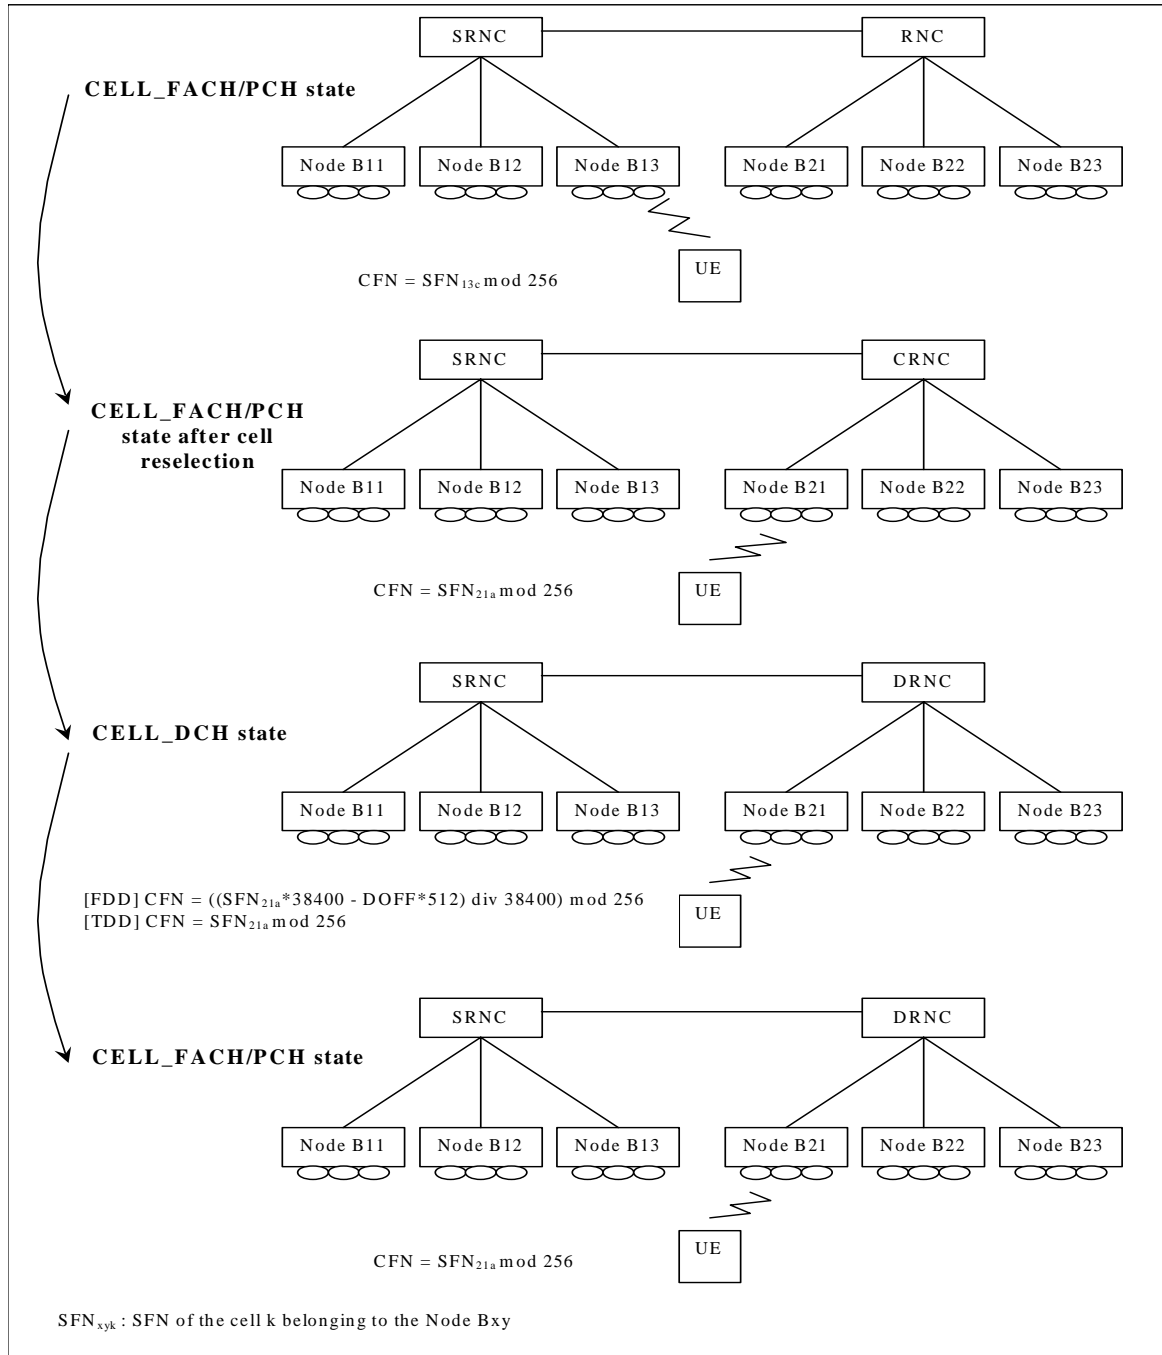 SRNC RNC
CELL_FACH/PCH state
Node B11 Node B12 Node B13 Node B21 Node B22 Node B23
UE
CFN = SFN13c mod 256
SRNC CRNC
CELL_FACH/PCH
state after cell
reselection
Node B11 Node B12 Node B13 Node B21 Node B22 Node B23
CFN = SFN21a mod 256 UE
SRNC DRNC
CELL_DCH state
Node B11 Node B12 Node B13 Node B21 Node B22 Node B23
[FDD] CFN = ((SFN21a*38400 - DOFF*512) div 38400) mod 256
UE
[TDD] CFN = SFN21a mod 256
SRNC DRNC
CELL_FACH/PCH state
Node B11 Node B12 Node B13 Node B21 Node B22 Node B23
UE
CFN = SFN21a mod 256
SFNxyk : SFN of the cell k belonging to the Node Bxy